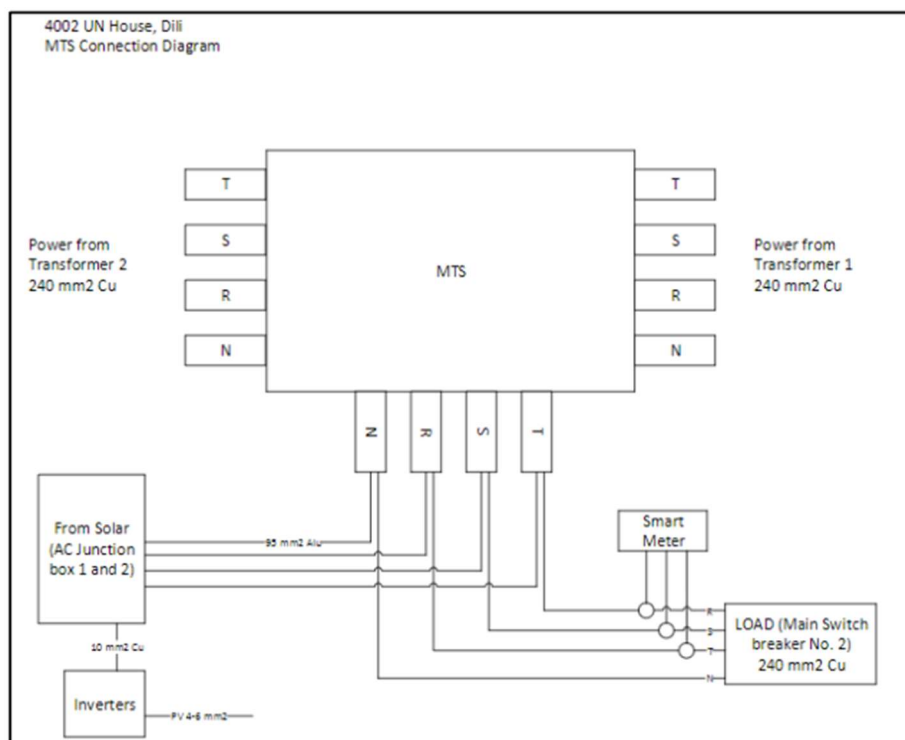 4002 UN House, Dili
MTS Connection Diagram
T
S
R
N
Power from
Transformer 2
240 mm2 Cu
MTS
T
S
R
N
Power from
Transformer 1
240 mm2 Cu
N
R
S
T
From Solar
(AC Junction
box 1 and 2)
95 mm2 Alu
Smart
Meter
R
S
T
N
LOAD (Main Switch
breaker No. 2)
240 mm2 Cu
10 mm2 Cu
Inverters
PV 4-6 mm2